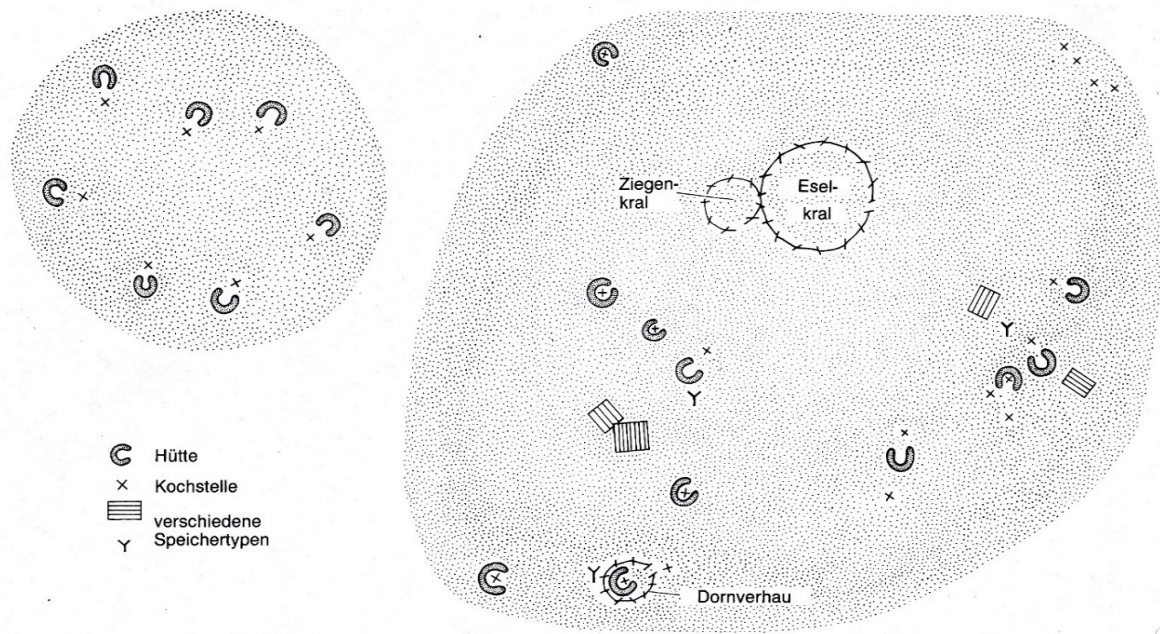 Ziegen-
kral
Esel-
kral
Hütte
Kochstelle
verschiedene
Speichertypen
Dornverhau